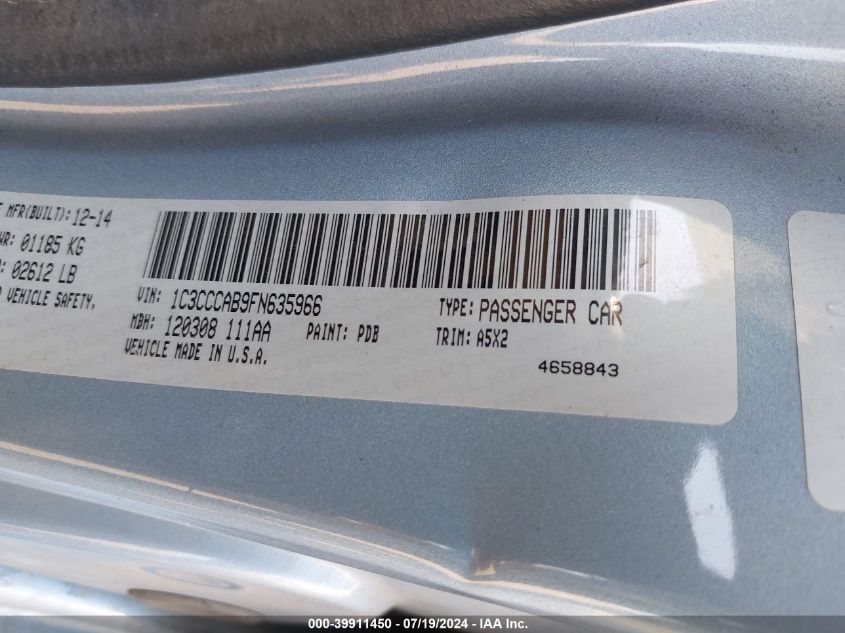 MFR(BUILT): 12-14
01185 KG
02612 LB
VEHICLE SAFETY,
VIN: 1C3CCCAB9FN635966
TYPE: PASSENGER CAR
MDH: 120308 111AA
PAINT: PDB
TRIM: A5X2
VEHICLE MADE IN U.S.A.
4658843
000-39911450 - 07/19/2024 - IAA Inc.